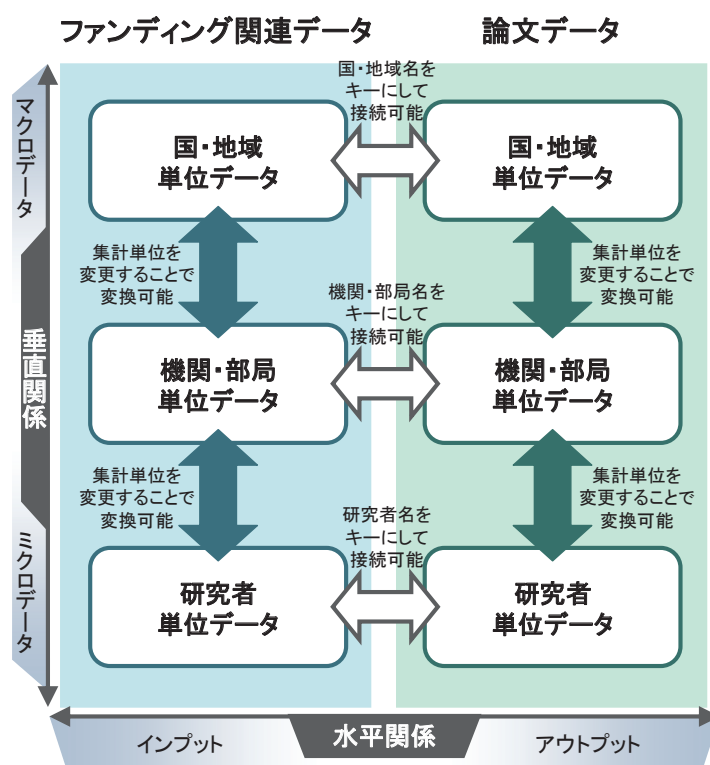 ファンディング関連データ
論文データ
国・地域名を
キーにして
接続可能
マクロデータ
国・地域
単位データ
国・地域
単位データ
集計単位を
変更することで
変換可能
集計単位を
変更することで
変換可能
機関・部局名を
キーにして
接続可能
垂直関係
機関・部局
単位データ
機関・部局
単位データ
集計単位を
変更することで
変換可能
集計単位を
変更することで
変換可能
研究者名を
キーにして
接続可能
ミクロデータ
研究者
単位データ
研究者
単位データ
インプット
水平関係
アウトプット